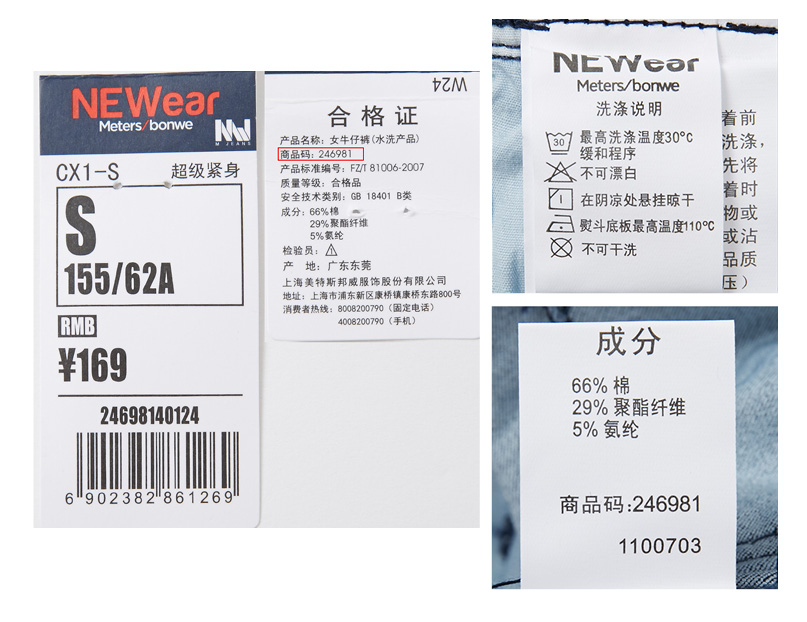 NEWear
Meters/bonwe
M JEANS
CX1-S 超级紧身
S
155/62A
RMB
¥169
24698140124
6 902382 861269
W24
合格证
产品名称: 女牛仔裤(水洗产品)
商品码: 246981
产品标准编号: FZ/T 81006-2007
质量等级: 合格品
安全技术类别: GB 18401 B类
成分: 66%棉
29%聚酯纤维
5%氨纶
检验员:
产 地: 广东东莞
上海美特斯邦威服饰股份有限公司
地址: 上海市浦东新区康桥镇康桥东路800号
消费者热线: 8008200790 (固定电话)
4008200790 (手机)
NEWear
Meters/bonwe
洗涤说明
30 最高洗涤温度30°C
缓和程序
不可漂白
在阴凉处悬挂晾干
熨斗底板最高温度110°C
不可干洗
着前
洗涤,
先将
着时
物或
或沾
品质
压)
成分
66% 棉
29% 聚酯纤维
5% 氨纶
商品码:246981
1100703